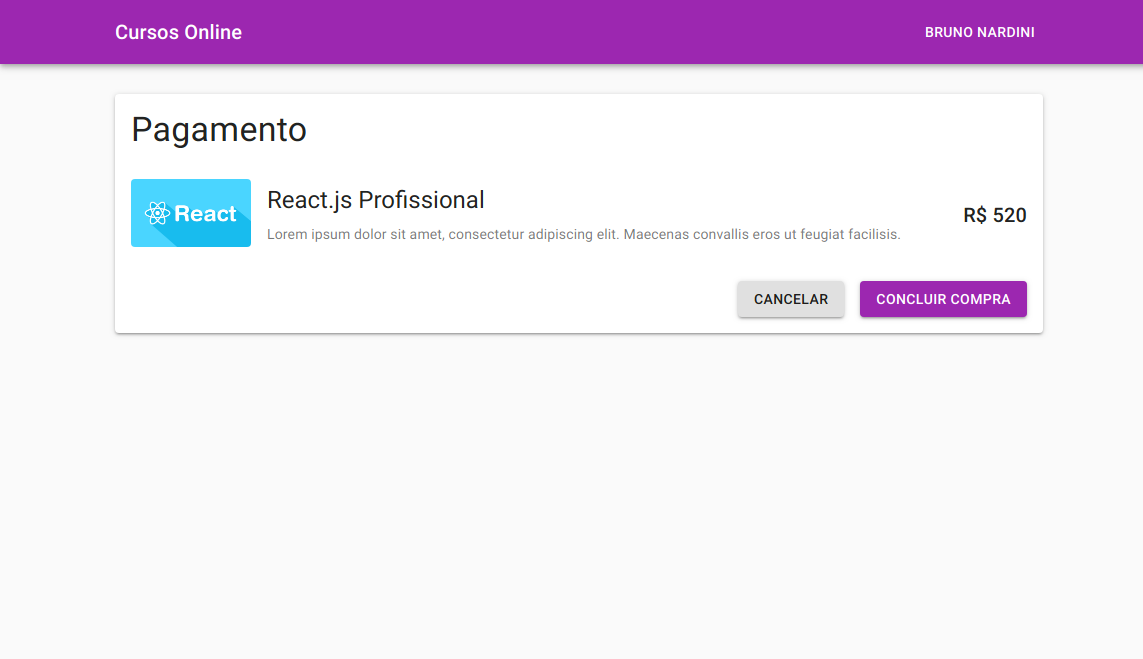 Cursos Online
BRUNO NARDINI
Pagamento
React
React.js Profissional
Lorem ipsum dolor sit amet, consectetur adipiscing elit. Maecenas convallis eros ut feugiat facilisis.
R$ 520
CANCELAR
CONCLUIR COMPRA